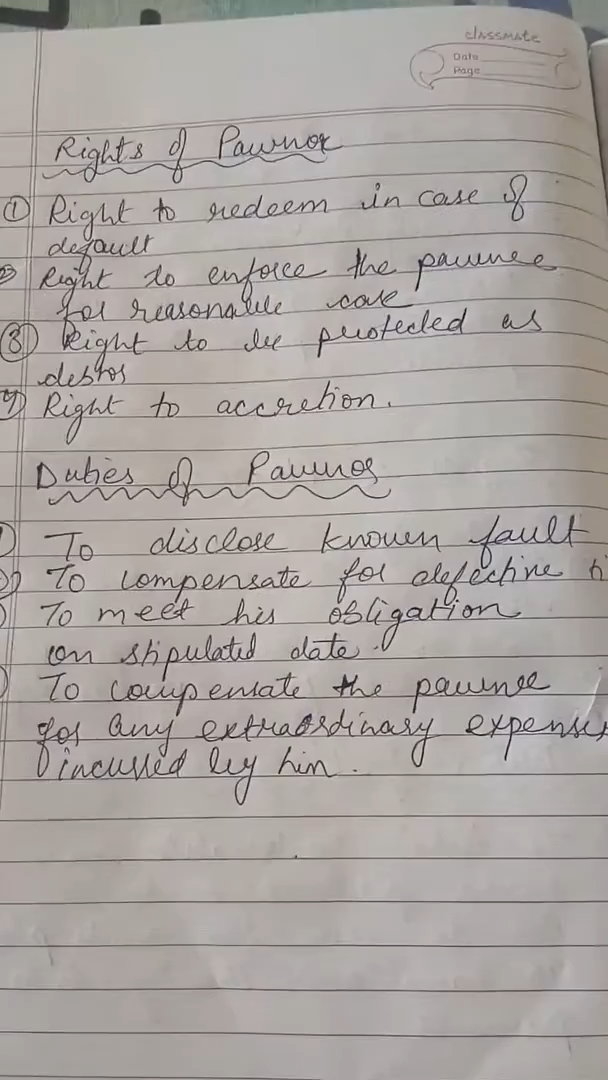 classmate
Date
Page
Rights of Pawnor
① Right to redeem in case of
default
② Right to enforce the pawnee
for reasonable care
③ Right to be protected as
debtor
4) Right to accretion.
Duties of Pawnor
To disclose known fault
To compensate for defective
To meet his obligation
on stipulated date.
To compensate the pawnee
for any extraordinary expenses
incurred by him.